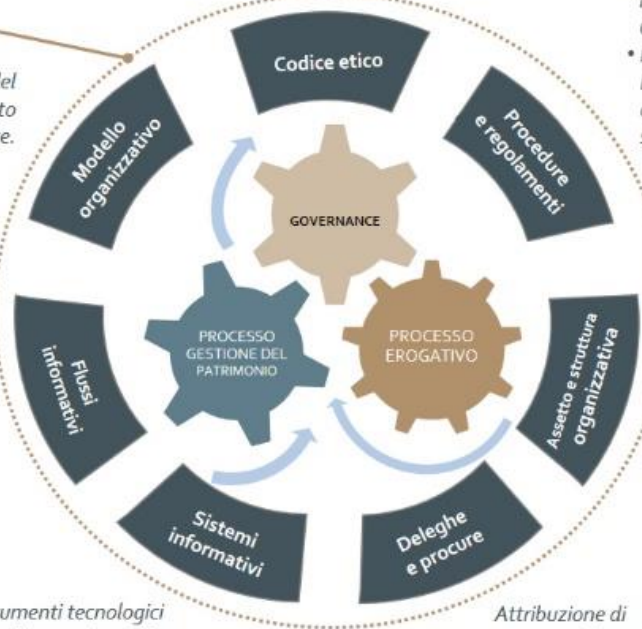 Codice etico
Procedure
e regolamenti
Assetto e struttura
organizzativa
Deleghe
e procure
Sistemi
informativi
Flussi
informativi
Modello
organizzativo
GOVERNANCE
PROCESSO
GESTIONE DEL
PATRIMONIO
PROCESSO
EROGATIVO
tecnologici
Attribuzione di